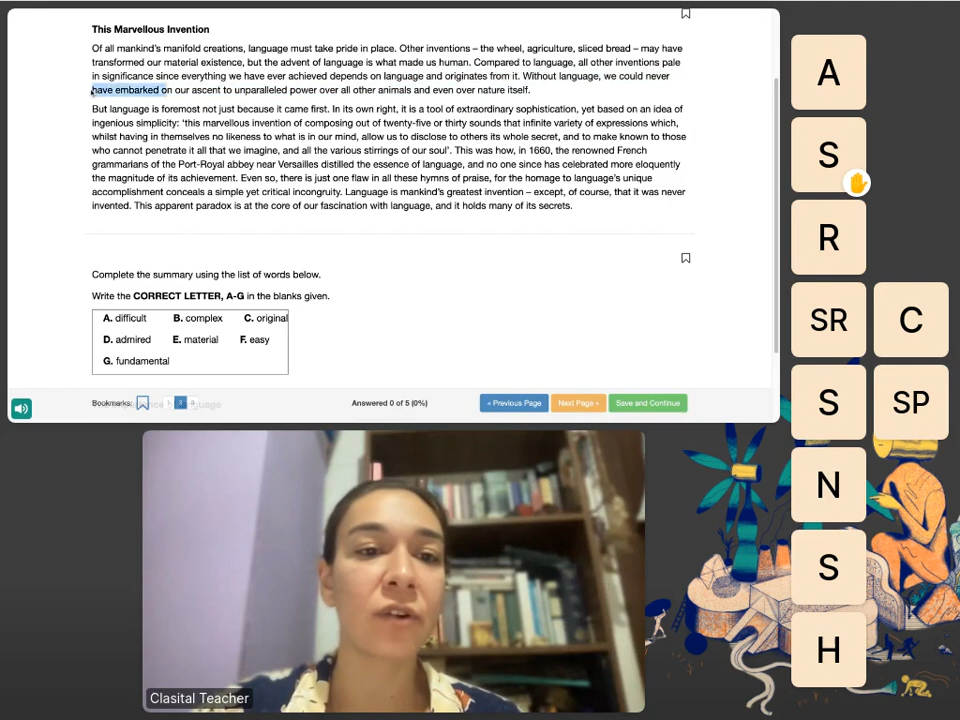 This Marvellous Invention
Of all mankind's manifold creations, language must take pride in place. Other inventions – the wheel, agriculture, sliced bread – may have
transformed our material existence, but the advent of language is what made us human. Compared to language, all other inventions pale
in significance since everything we have ever achieved depends on language and originates from it. Without language, we could never
have embarked on our ascent to unparalleled power over all other animals and even over nature itself.
But language is foremost not just because it came first. In its own right, it is a tool of extraordinary sophistication, yet based on an idea of
ingenious simplicity: 'this marvellous invention of composing out of twenty-five or thirty sounds that infinite variety of expressions which,
whilst having in themselves no likeness to what is in our mind, allow us to disclose to others its whole secret, and to make known to those
who cannot penetrate it all that we imagine, and all the various stirrings of our soul'. This was how, in 1660, the renowned French
grammarians of the Port-Royal abbey near Versailles distilled the essence of language, and no one since has celebrated more eloquently
the magnitude of its achievement. Even so, there is just one flaw in all these hymns of praise, for the homage to language's unique
accomplishment conceals a simple yet critical incongruity. Language is mankind's greatest invention – except, of course, that it was never
invented. This apparent paradox is at the core of our fascination with language, and it holds many of its secrets.
Complete the summary using the list of words below.
Write the CORRECT LETTER, A-G in the blanks given.
A. difficult B. complex C. original
D. admired E. material F. easy
G. fundamental
Bookmarks: 2 Answered 0 of 5 (0%) « Previous Page Next Page » Save and Continue
Clasital Teacher
A
S
R
SR C
S SP
N
S
H